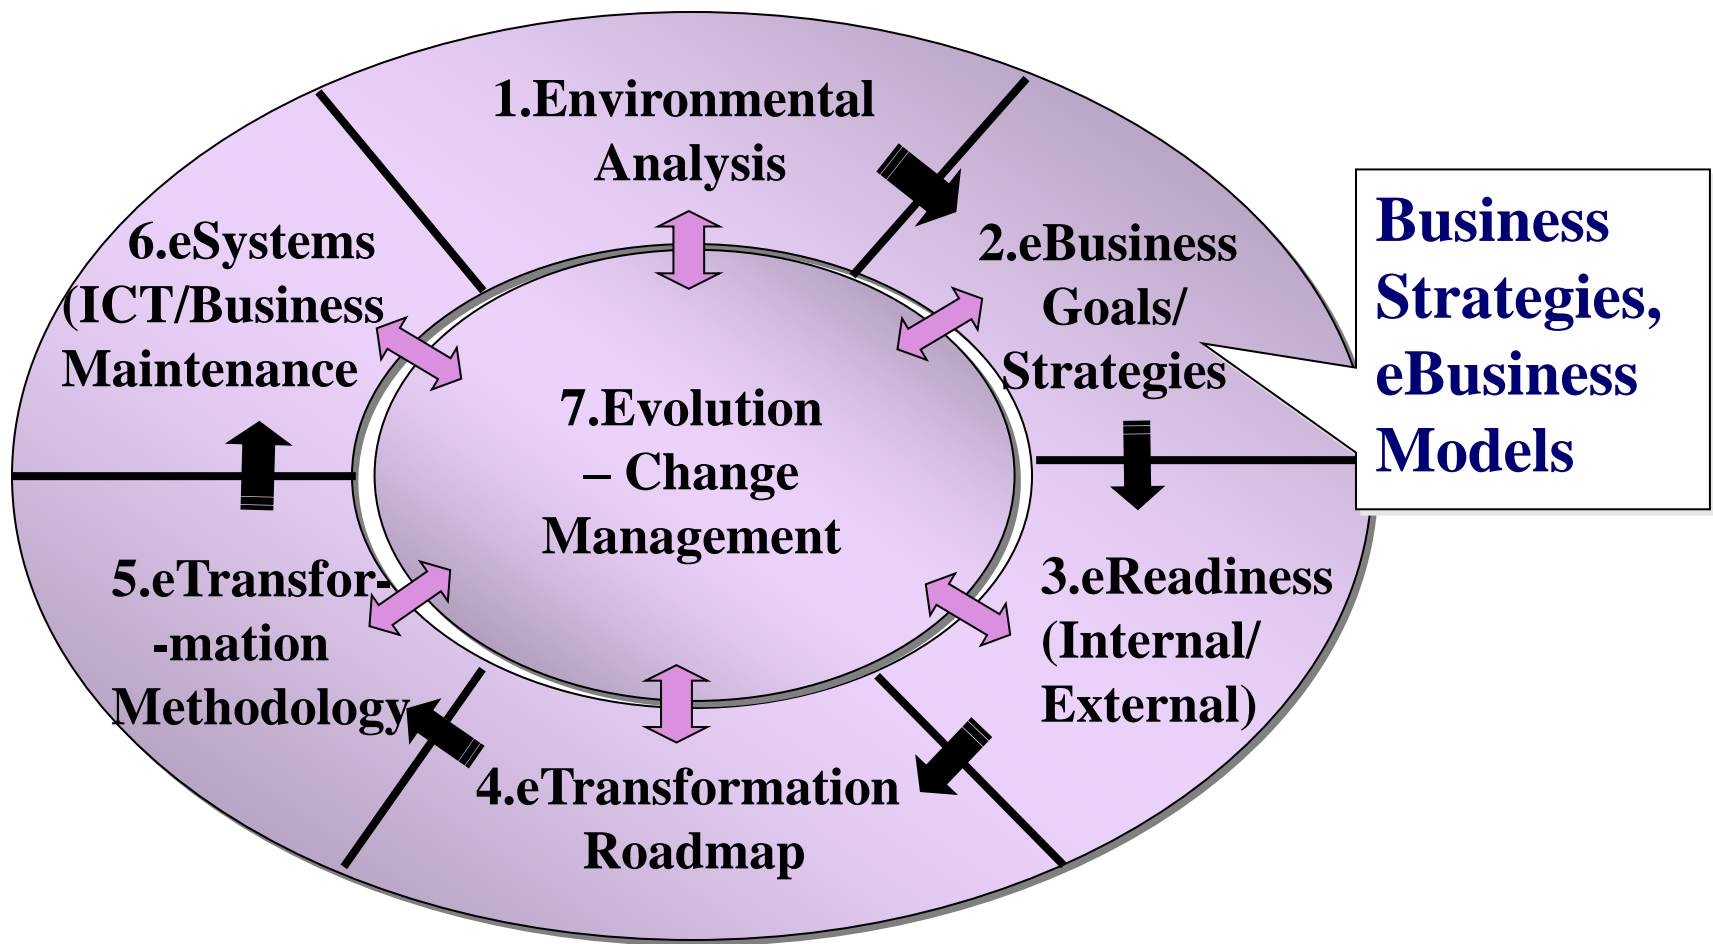 1.Environmental
Analysis
2.eBusiness
Goals/
Strategies
Business
Strategies,
eBusiness
Models
3.eReadiness
(Internal/
External)
4.eTransformation
Roadmap
5.eTransfor-
-mation
Methodology
6.eSystems
(ICT/Business
Maintenance
7.Evolution
– Change
Management